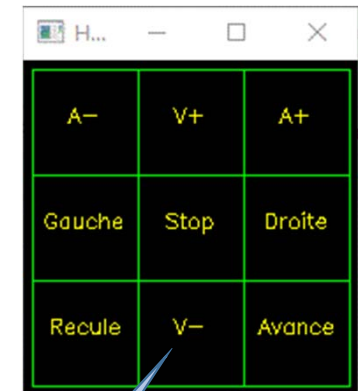 H...
A- V+ A+
Gauche Stop Droite
Recule V- Avance